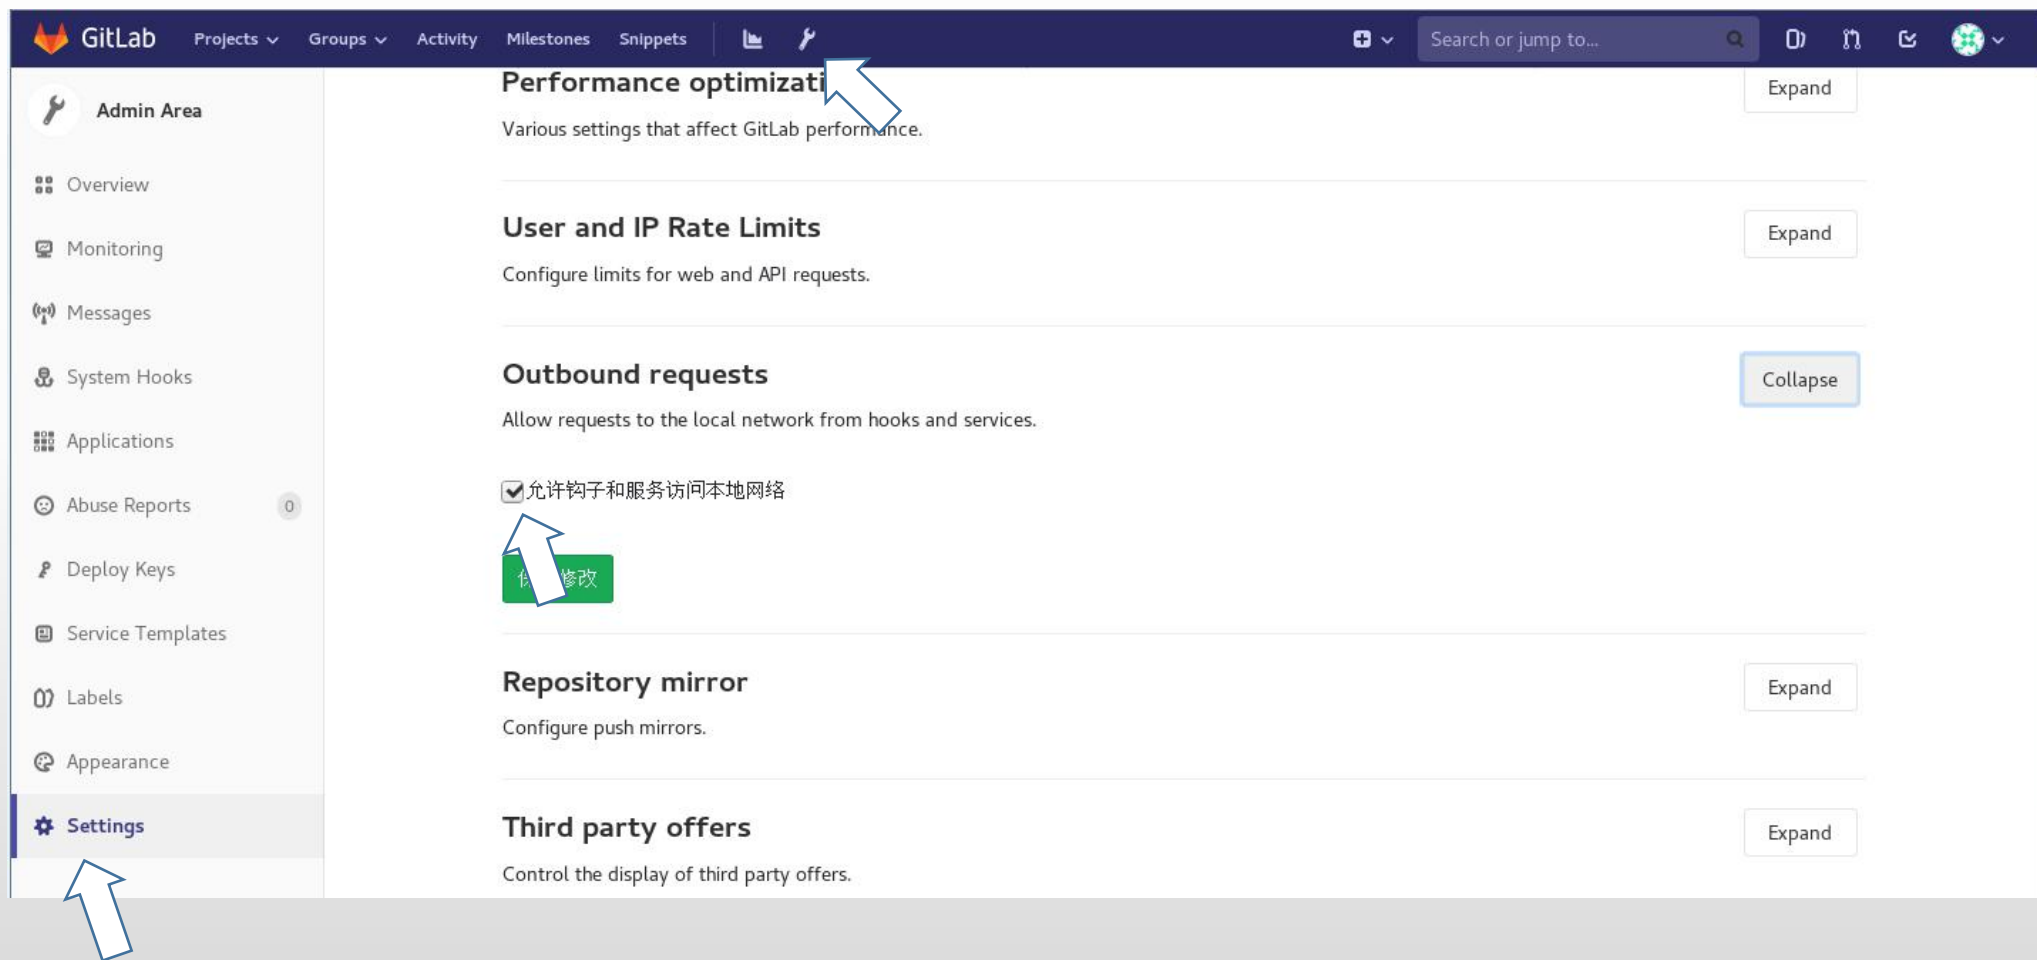 GitLab Projects Groups Activity Milestones Snippets Search or jump to...
Admin Area
Overview
Monitoring
Messages
System Hooks
Applications
Abuse Reports 0
Deploy Keys
Service Templates
Labels
Appearance
Settings
Performance Expand
Various settings that affect GitLab performance.
User and IP Rate Limits Expand
Configure limits for web and API requests.
Outbound requests Collapse
Allow requests to the local network from hooks and services.
允许钩子和服务访问本地网络
修改
Repository mirror Expand
Configure push mirrors.
Third party offers Expand
Control the display of third party offers.